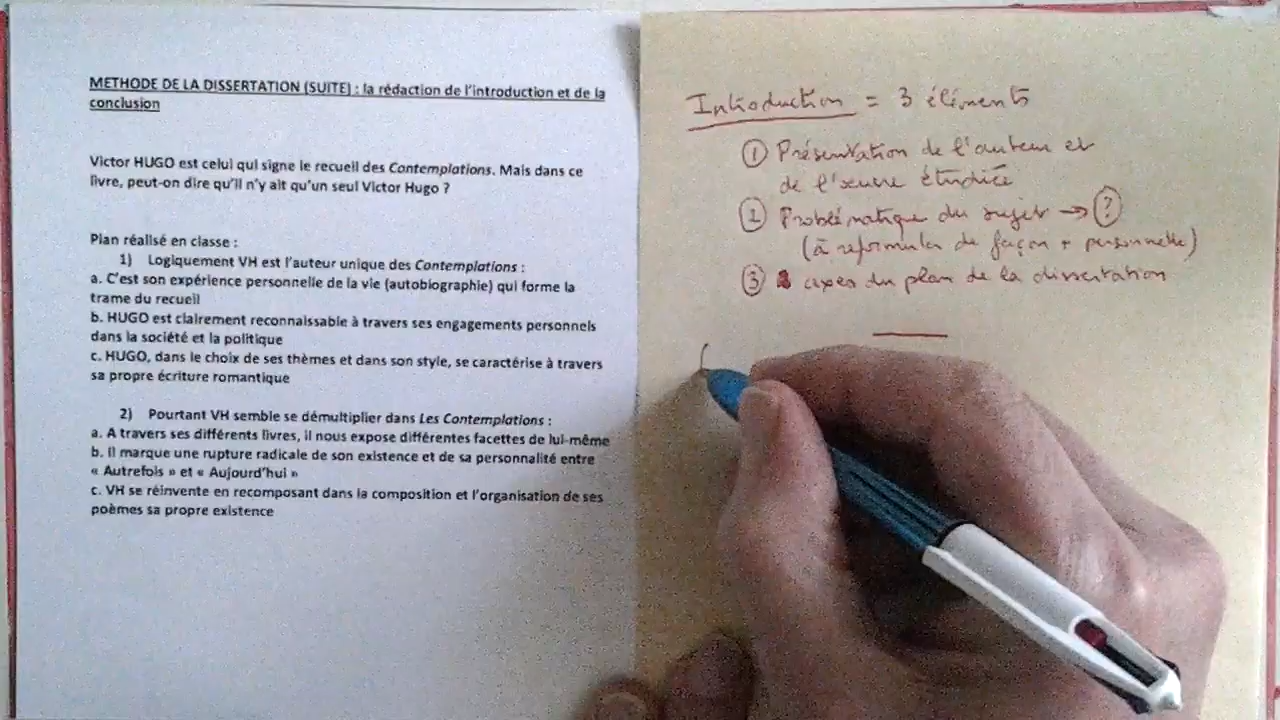 METHODE DE LA DISSERTATION (SUITE) : la rédaction de l'introduction et de la
conclusion
Victor HUGO est celui qui signe le recueil des Contemplations. Mais dans ce
livre, peut-on dire qu'il n'y ait qu'un seul Victor Hugo ?
Plan réalisé en classe :
1) Logiquement VH est l'auteur unique des Contemplations :
a. C'est son expérience personnelle de la vie (autobiographie) qui forme la
trame du recueil
b. HUGO est clairement reconnaissable à travers ses engagements personnels
dans la société et la politique
c. HUGO, dans le choix de ses thèmes et dans son style, se caractérise à travers
sa propre écriture romantique
2) Pourtant VH semble se démultiplier dans Les Contemplations :
a. A travers ses différents livres, il nous expose différentes facettes de lui-même
b. Il marque une rupture radicale de son existence et de sa personnalité entre
« Autrefois » et « Aujourd'hui »
c. VH se réinvente en recomposant dans la composition et l'organisation de ses
poèmes sa propre existence
Introduction = 3 éléments
① Présentation de l'auteur et
de l'œuvre étudiée
② Problématique du sujet → ?
(à reformuler de façon + personnelle)
③ axes du plan de la dissertation